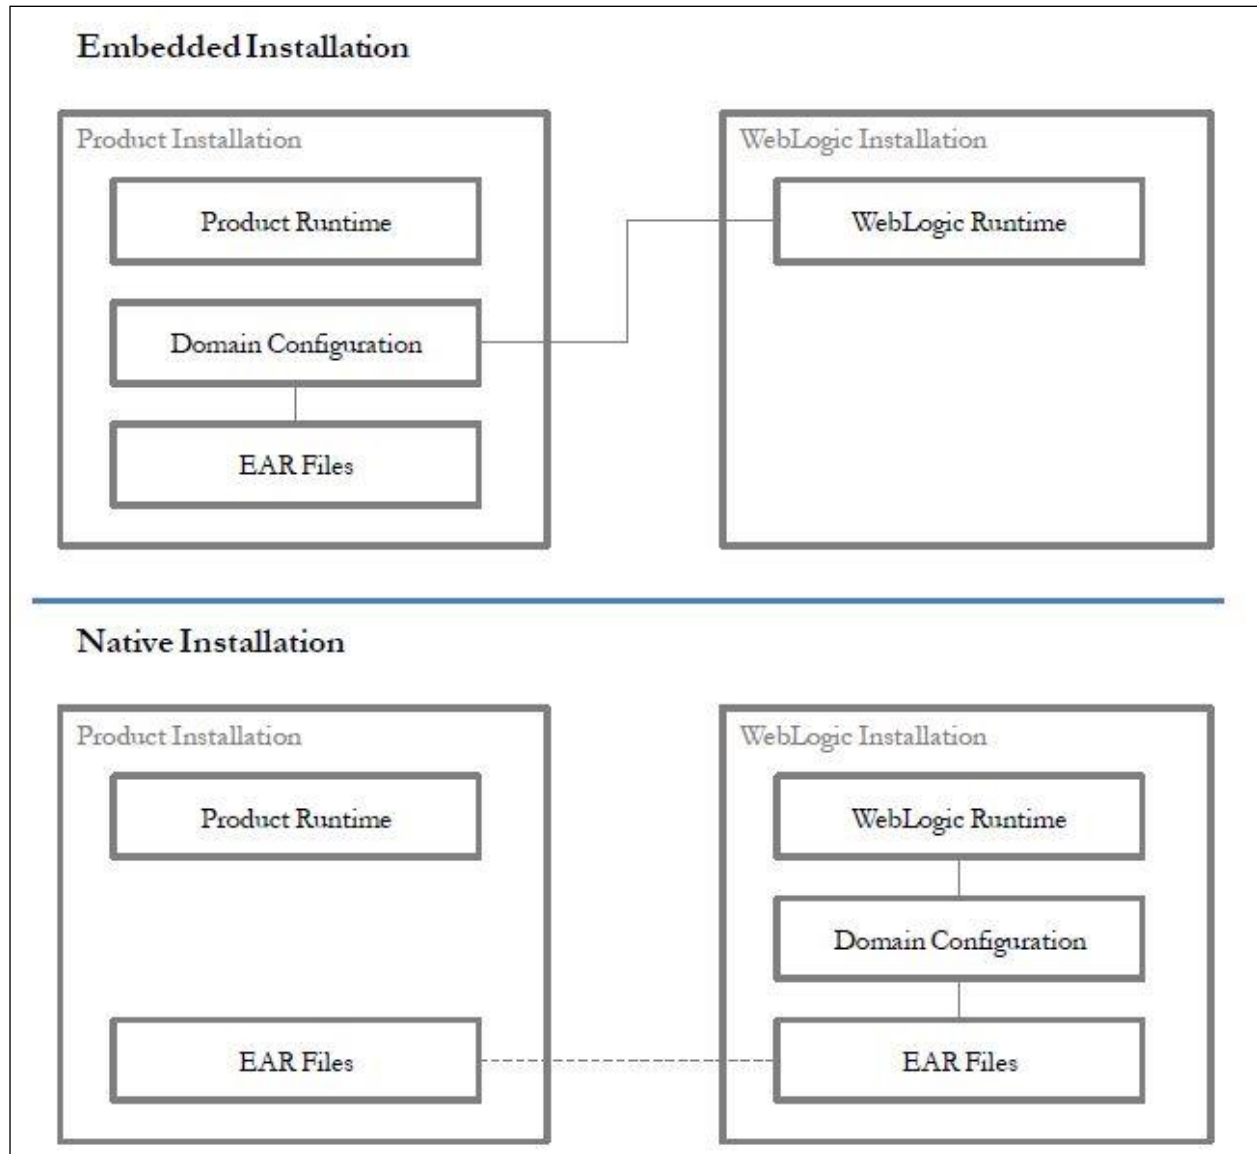 Embedded Installation
Product Installation
Product Runtime
Domain Configuration
EAR Files
WebLogic Installation
WebLogic Runtime
Native Installation
Product Installation
Product Runtime
EAR Files
WebLogic Installation
WebLogic Runtime
Domain Configuration
EAR Files